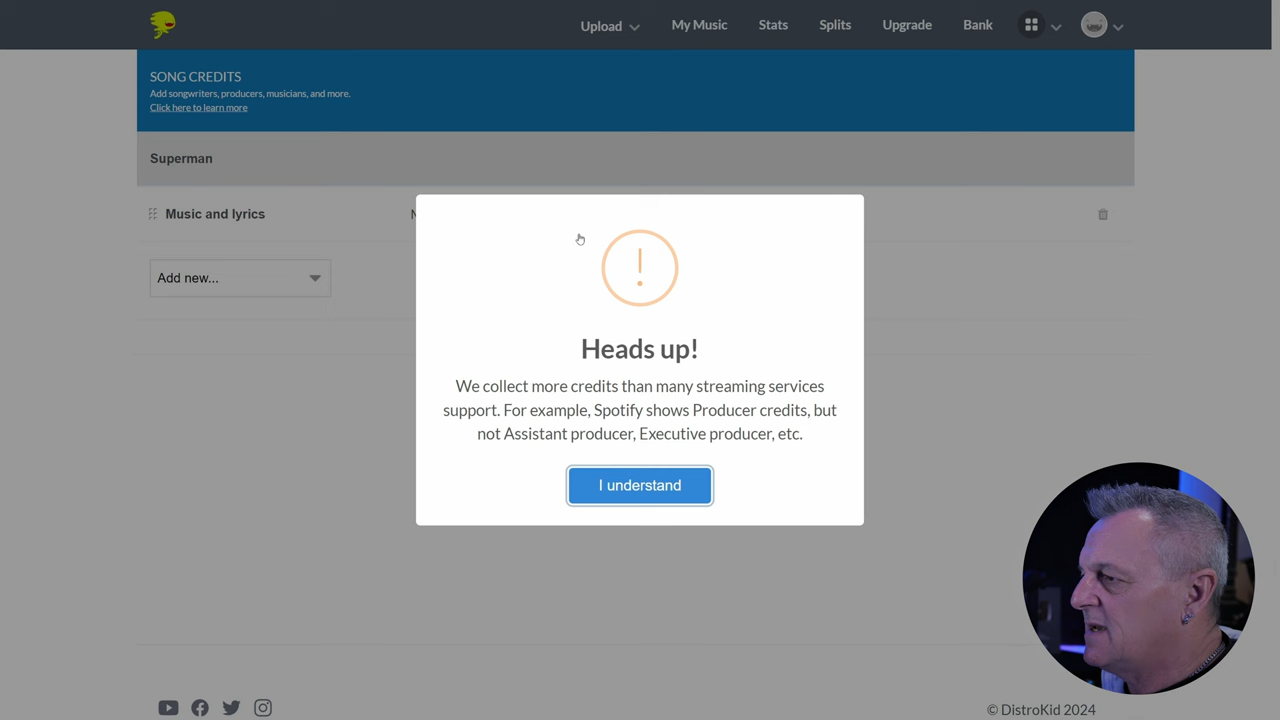 Upload
My Music
Stats
Splits
Upgrade
Bank
SONG CREDITS
Add songwriters, producers, musicians, and more.
Click here to learn more
Superman
Music and lyrics
Add new...
Heads up!
We collect more credits than many streaming services
support. For example, Spotify shows Producer credits, but
not Assistant producer, Executive producer, etc.
I understand
© DistroKid 2024